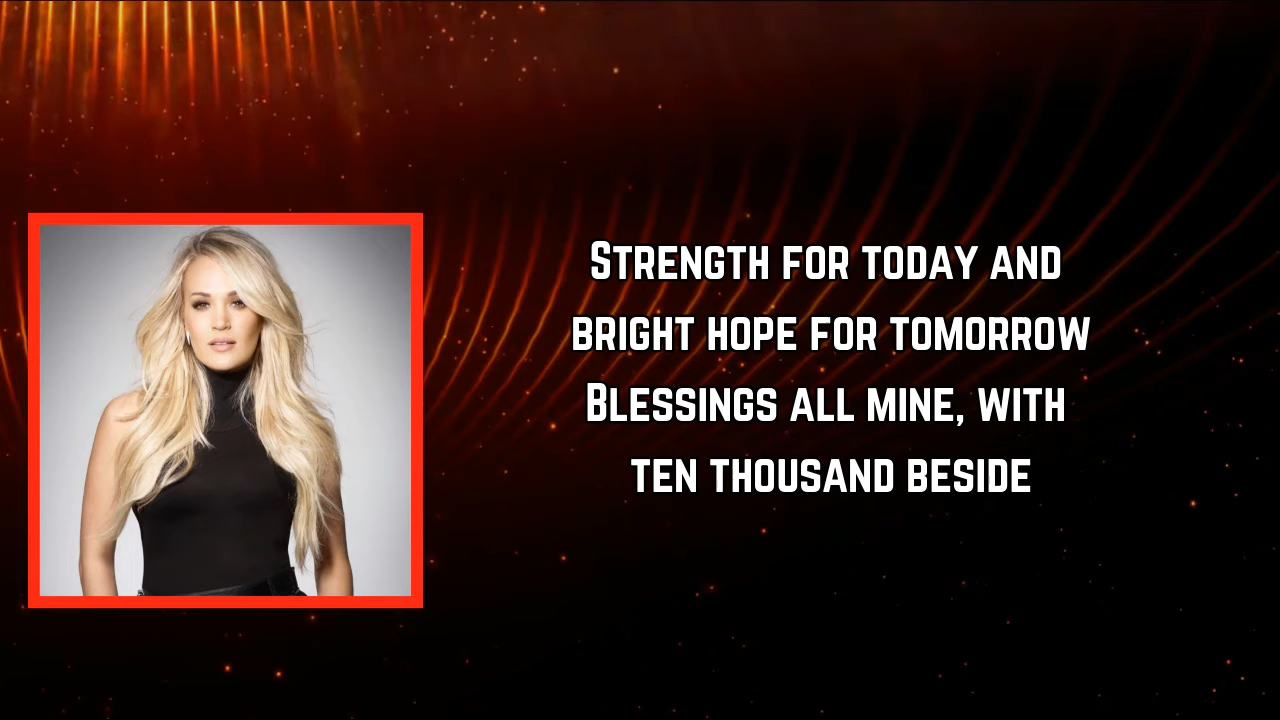 Strength for today and
bright hope for tomorrow
Blessings all mine, with
ten thousand beside